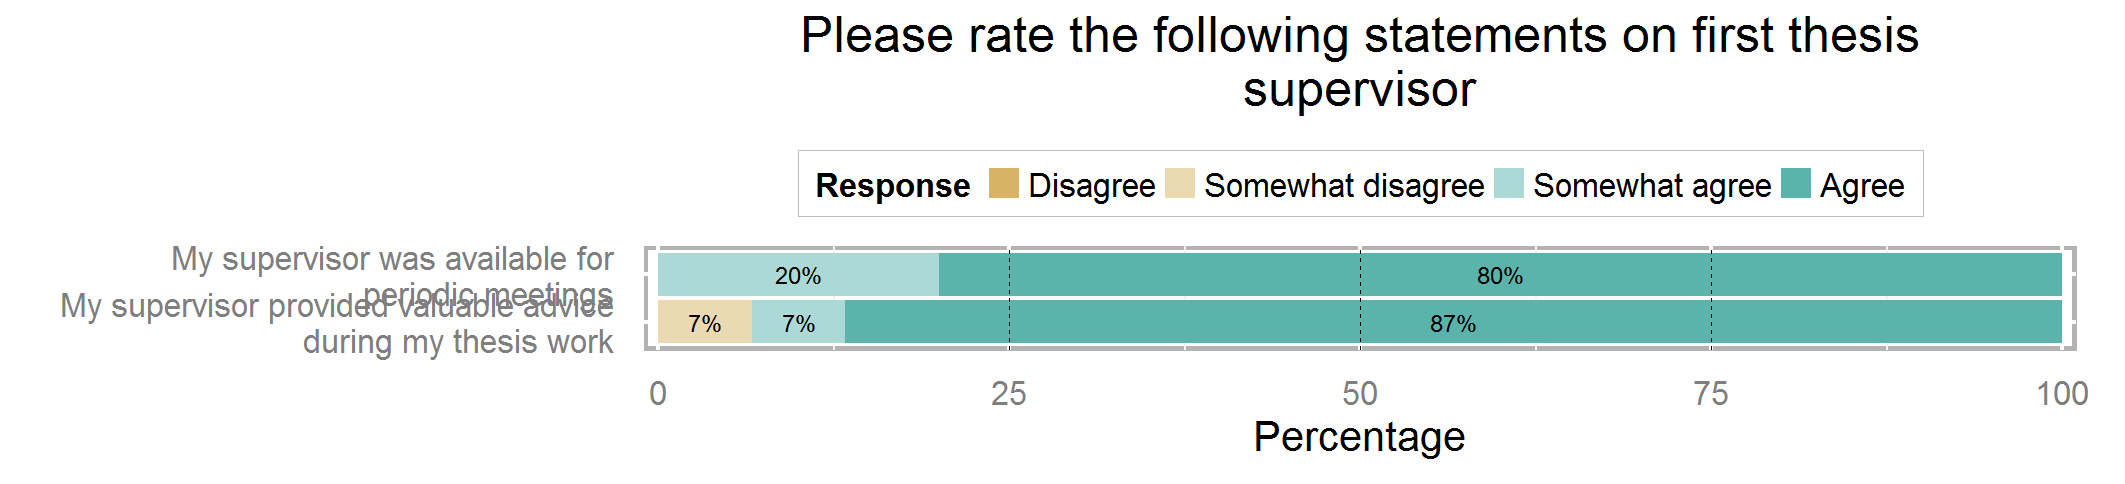 Please rate the following statements on first thesis
supervisor
Response Disagree Somewhat disagree Somewhat agree Agree
My supervisor was available for
periodic meetings
20% 80%
My supervisor provided valuable advice
during my thesis work
7% 7% 87%
0 25 50 75 100
Percentage